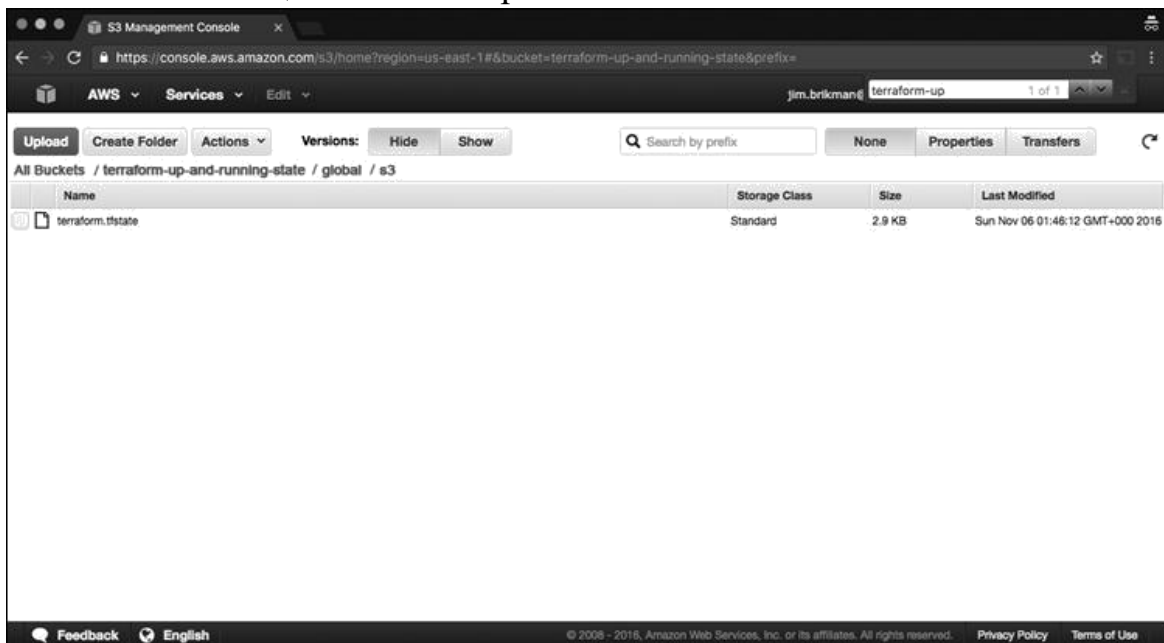 S3 Management Console
https://console.aws.amazon.com/s3/home?region=us-east-1#&bucket=terraform-up-and-running-state&prefix=
AWS Services Edit jim.brikman@ terraform-up 1 of 1
Upload Create Folder Actions Versions: Hide Show Search by prefix None Properties Transfers
All Buckets / terraform-up-and-running-state / global / s3
Name Storage Class Size Last Modified
terraform.tfstate Standard 2.9 KB Sun Nov 06 01:46:12 GMT+000 2016
Feedback English © 2008 - 2016, Amazon Web Services, Inc. or its affiliates. All rights reserved. Privacy Policy Terms of Use